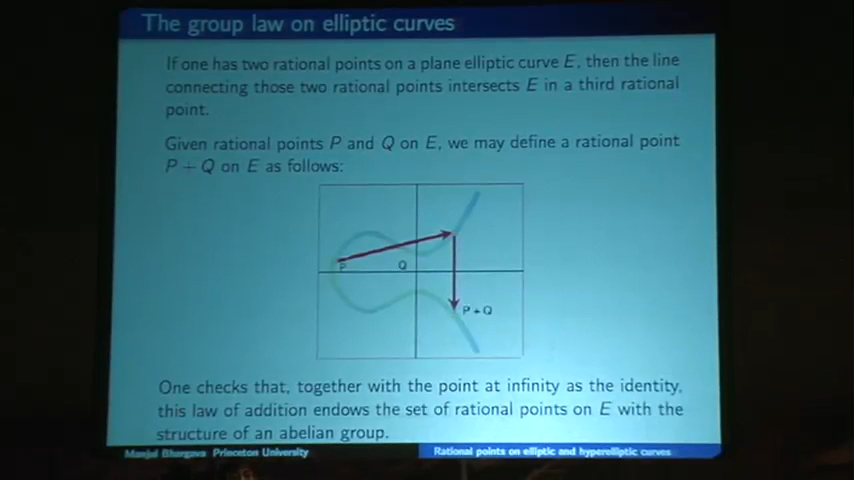 The group law on elliptic curves
If one has two rational points on a plane elliptic curve E, then the line
connecting those two rational points intersects E in a third rational
point.
Given rational points P and Q on E, we may define a rational point
P + Q on E as follows:
P
Q
P + Q
One checks that, together with the point at infinity as the identity,
this law of addition endows the set of rational points on E with the
structure of an abelian group.
Manjul Bhargava Princeton University
Rational points on elliptic and hyperelliptic curves